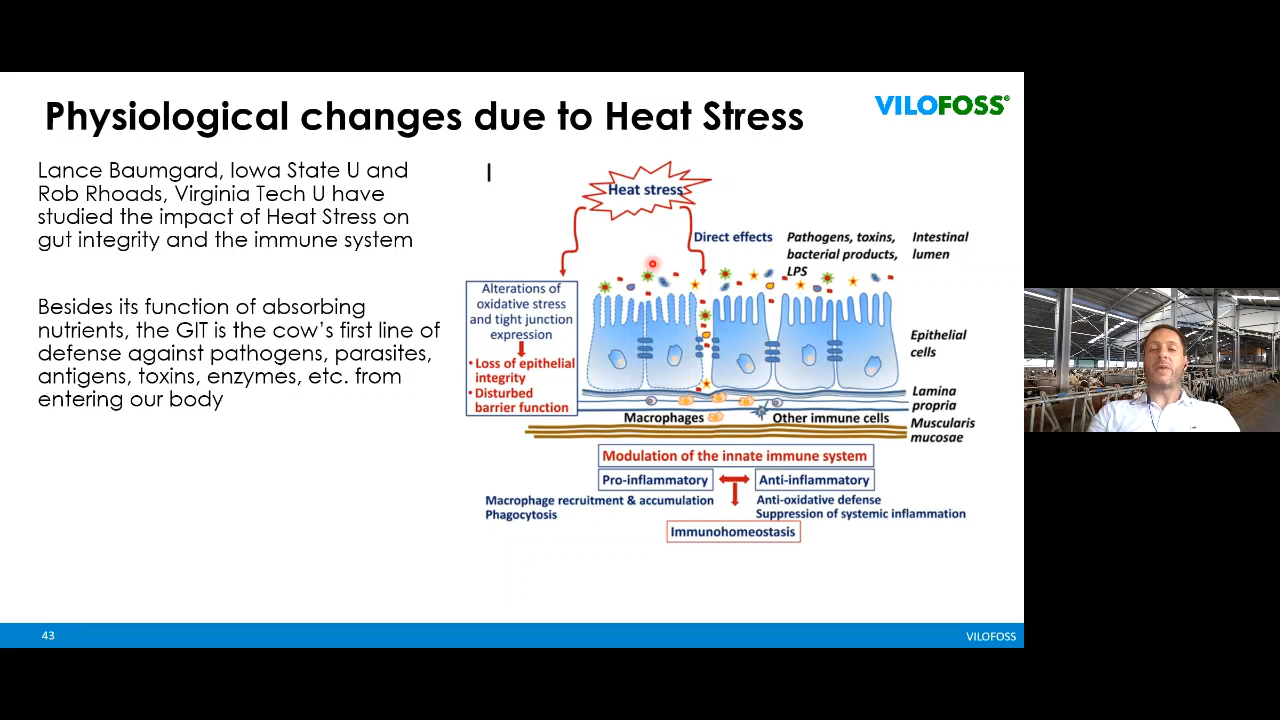 Physiological changes due to Heat Stress
VILOFOSS®
Lance Baumgard, Iowa State U and
Rob Rhoads, Virginia Tech U have
studied the impact of Heat Stress on
gut integrity and the immune system
Besides its function of absorbing
nutrients, the GIT is the cow's first line of
defense against pathogens, parasites,
antigens, toxins, enzymes, etc. from
entering our body
Heat stress
Direct effects
Pathogens, toxins,
bacterial products,
LPS
Intestinal
lumen
Alterations of
oxidative stress
and tight junction
expression
• Loss of epithelial
integrity
• Disturbed
barrier function
Epithelial
cells
Lamina
propria
Macrophages
Other immune cells
Muscularis
mucosae
Modulation of the innate immune system
Pro-inflammatory
Anti-inflammatory
Macrophage recruitment & accumulation
Phagocytosis
Anti-oxidative defense
Suppression of systemic inflammation
Immunohomeostasis
43
VILOFOSS